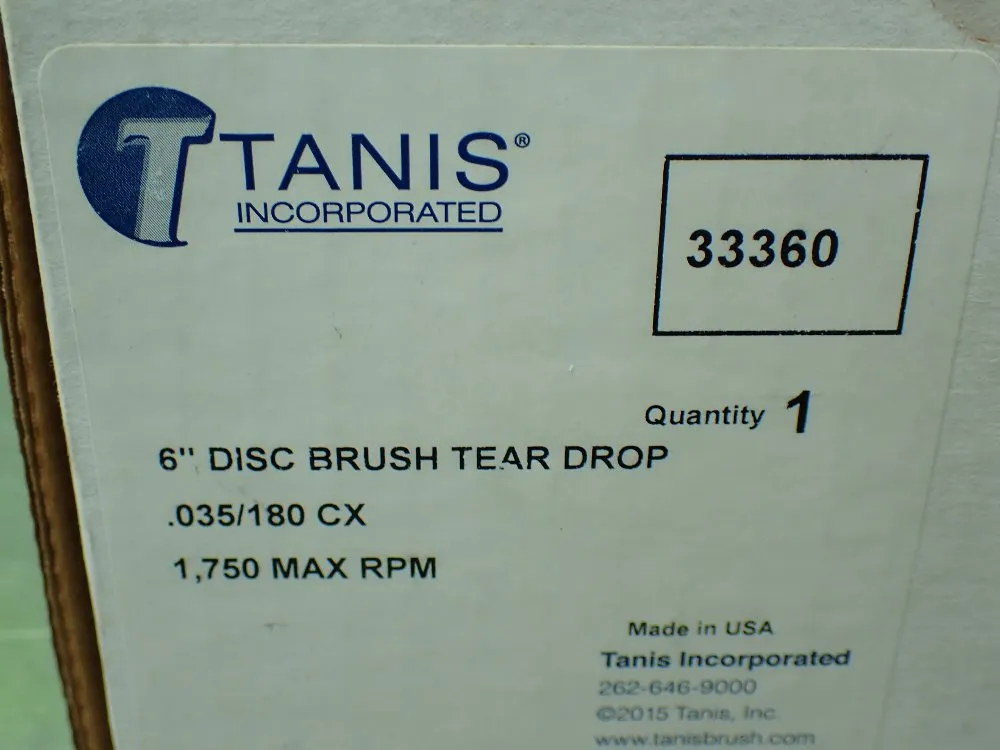 TANIS®
INCORPORATED
33360
Quantity 1
6" DISC BRUSH TEAR DROP
.035/180 CX
1,750 MAX RPM
Made in USA
Tanis Incorporated
262-646-9000
©2015 Tanis, Inc.
www.tanisbrush.com